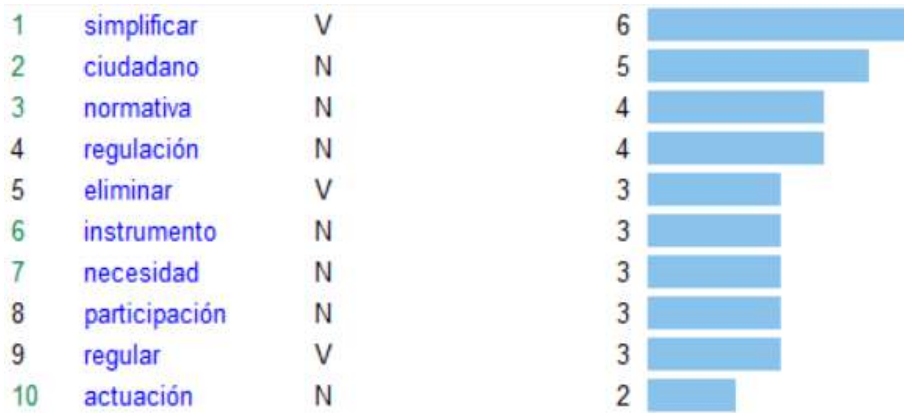 1 simplificar V 6
2 ciudadano N 5
3 normativa N 4
4 regulación N 4
5 eliminar V 3
6 instrumento N 3
7 necesidad N 3
8 participación N 3
9 regular V 3
10 actuación N 2